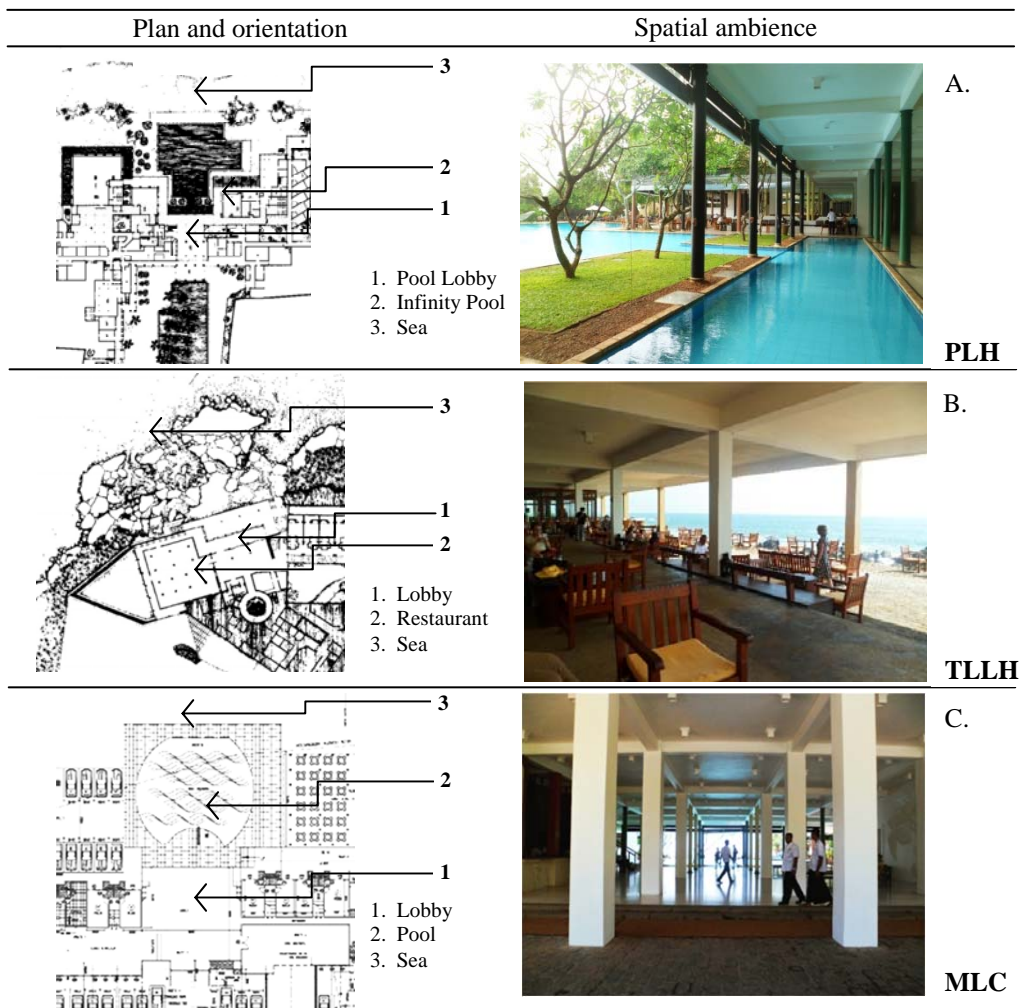 Plan and orientation
Spatial ambience
3
2
1
1. Pool Lobby
2. Infinity Pool
3. Sea
A.
PLH
3
1
2
1. Lobby
2. Restaurant
3. Sea
B.
TLLH
3
2
1
1. Lobby
2. Pool
3. Sea
C.
MLC